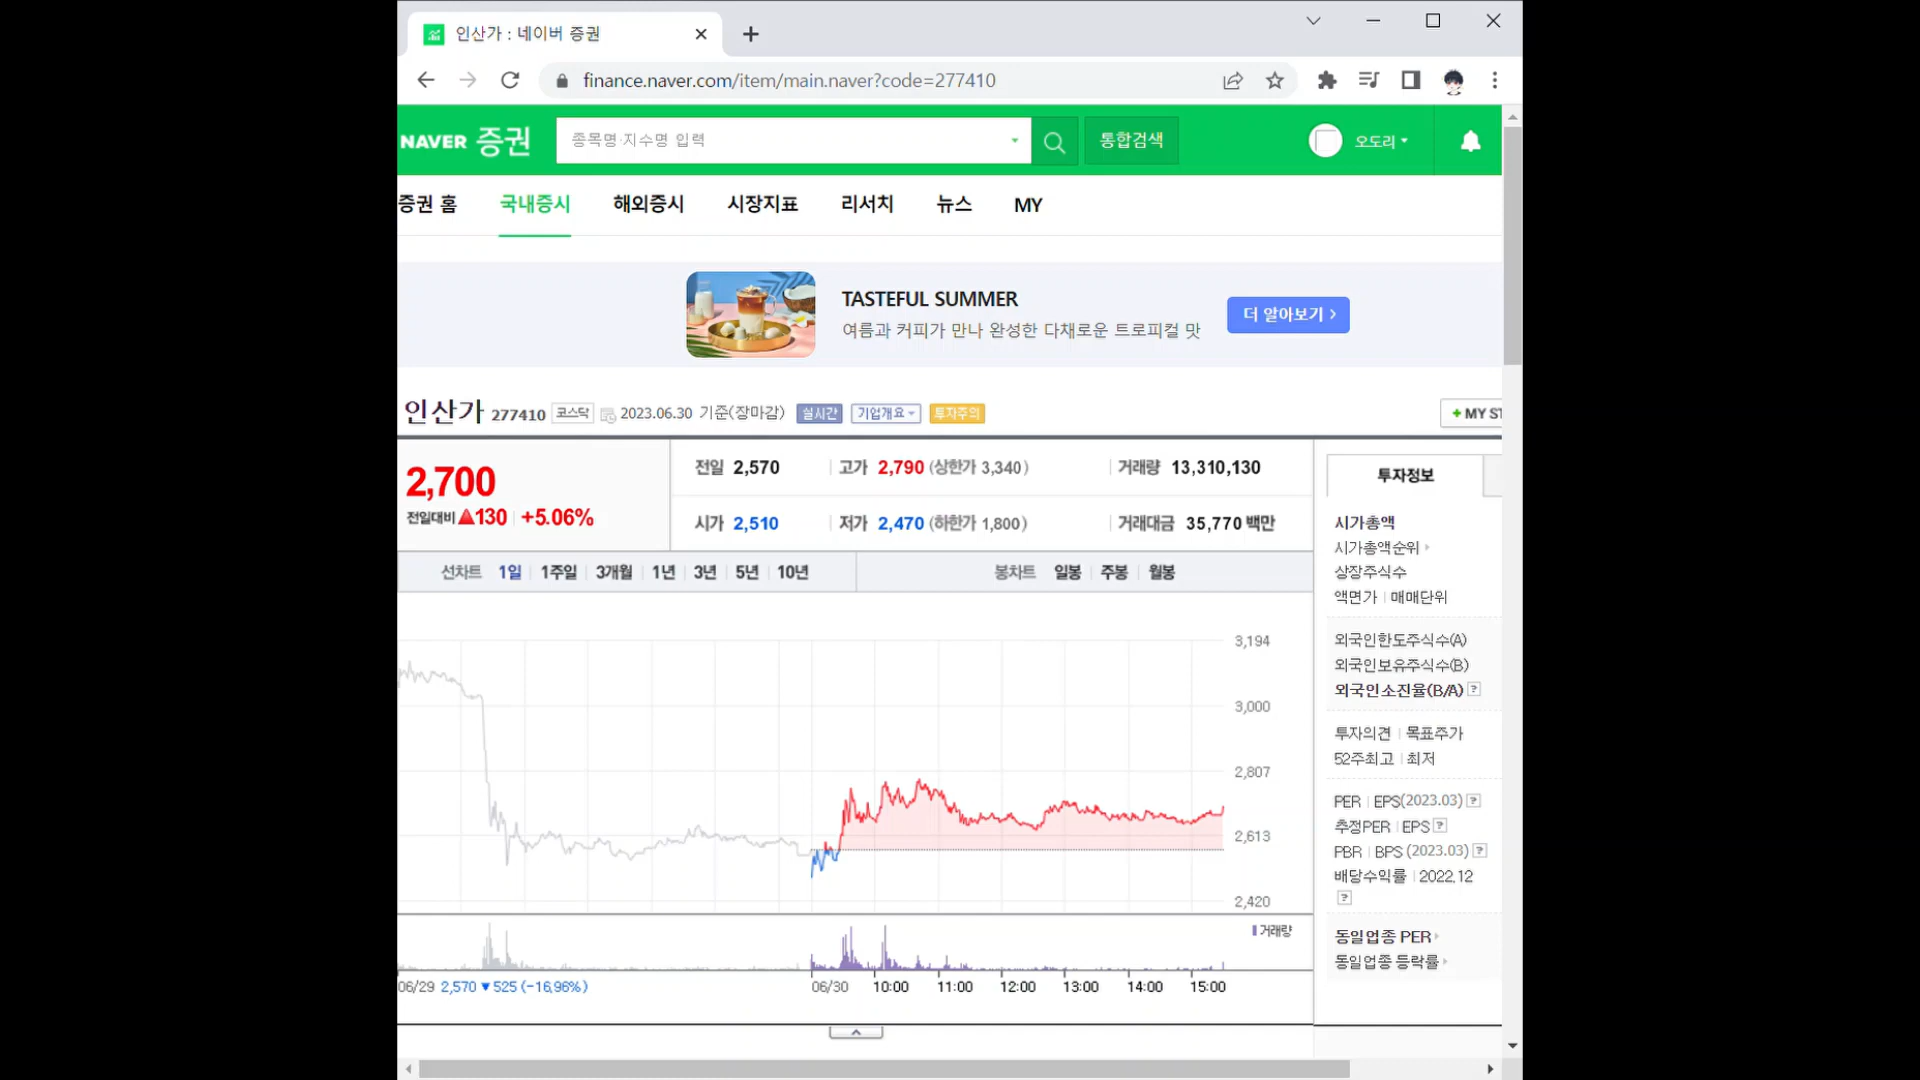 인산가 : 네이버 증권
finance.naver.com/item/main.naver?code=277410
NAVER 증권
종목명·지수명 입력
통합검색
오도리
증권 홈 국내증시 해외증시 시장지표 리서치 뉴스 MY
TASTEFUL SUMMER
여름과 커피가 만나 완성한 다채로운 트로피컬 맛
더 알아보기 >
인산가 277410 코스닥 2023.06.30 기준(장마감) 실시간 기업개요 투자주의
+ MY ST
2,700
전일대비 ▲130 +5.06%
전일 2,570 고가 2,790 (상한가 3,340) 거래량 13,310,130
시가 2,510 저가 2,470 (하한가 1,800) 거래대금 35,770 백만
선차트 1일 1주일 3개월 1년 3년 5년 10년 봉차트 일봉 주봉 월봉
3,194
3,000
2,807
2,613
2,420
거래량
06/29 2,570 ▼525 (-16,96%)
06/30 10:00 11:00 12:00 13:00 14:00 15:00
투자정보
시가총액
시가총액순위
상장주식수
액면가 매매단위
외국인한도주식수(A)
외국인보유주식수(B)
외국인소진율(B/A) ?
투자의견 목표주가
52주최고 최저
PER EPS(2023.03) ?
추정PER EPS ?
PBR BPS (2023.03) ?
배당수익률 2022.12
?
동일업종 PER
동일업종 등락률